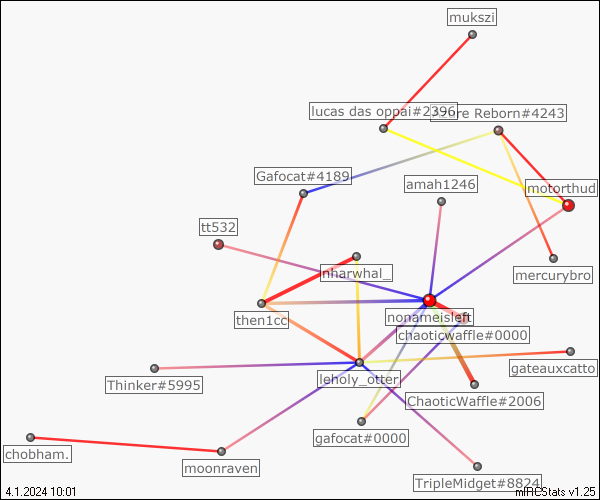 mukszi
lucas das oppai#2396
re Reborn#4243
Gafocat#4189
amah1246
motorthud
tt532
nharwhal_
mercurybro
then1cc
nonameisleft
chaoticwaffle#0000
gateauxcatto
leholy_otter
Thinker#5995
ChaoticWaffle#2006
gafocat#0000
chobham.
moonraven
TripleMidget#8824
4.1.2024 10:01
mIRCStats v1.25